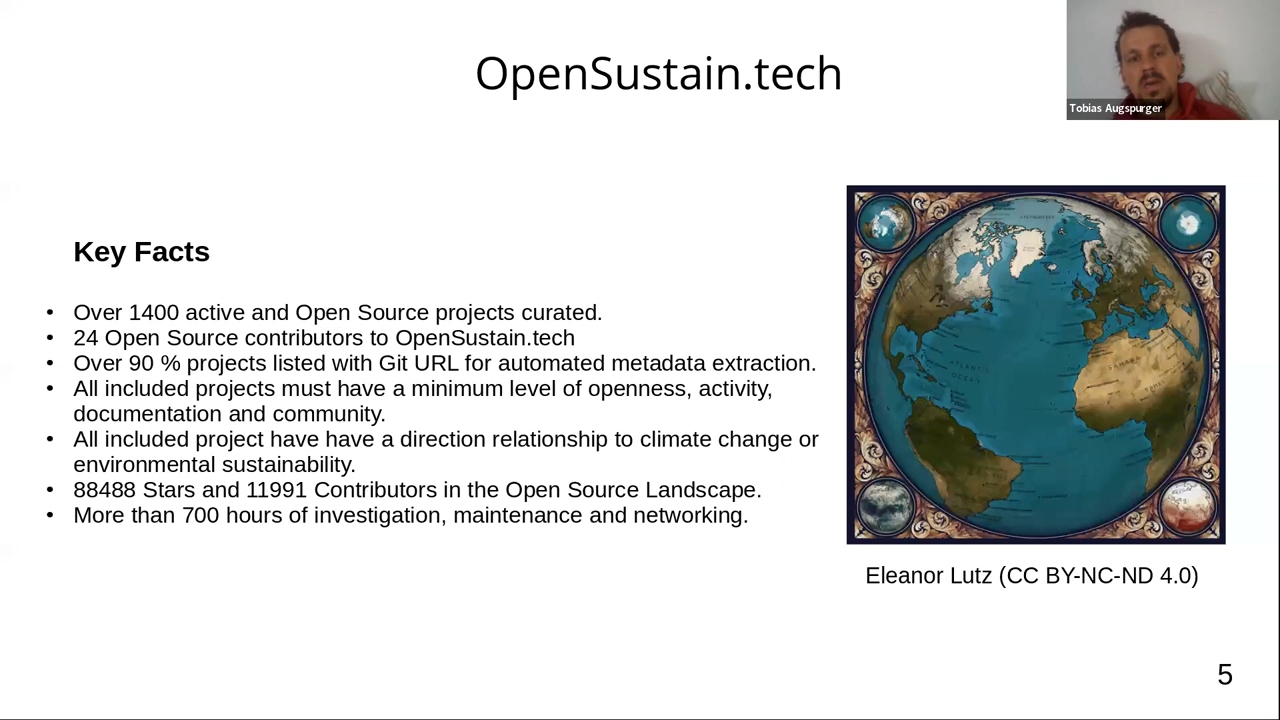 OpenSustain.tech
Tobias Augspurger
Key Facts
• Over 1400 active and Open Source projects curated.
• 24 Open Source contributors to OpenSustain.tech
• Over 90 % projects listed with Git URL for automated metadata extraction.
• All included projects must have a minimum level of openness, activity,
documentation and community.
• All included project have have a direction relationship to climate change or
environmental sustainability.
• 88488 Stars and 11991 Contributors in the Open Source Landscape.
• More than 700 hours of investigation, maintenance and networking.
Eleanor Lutz (CC BY-NC-ND 4.0)
5